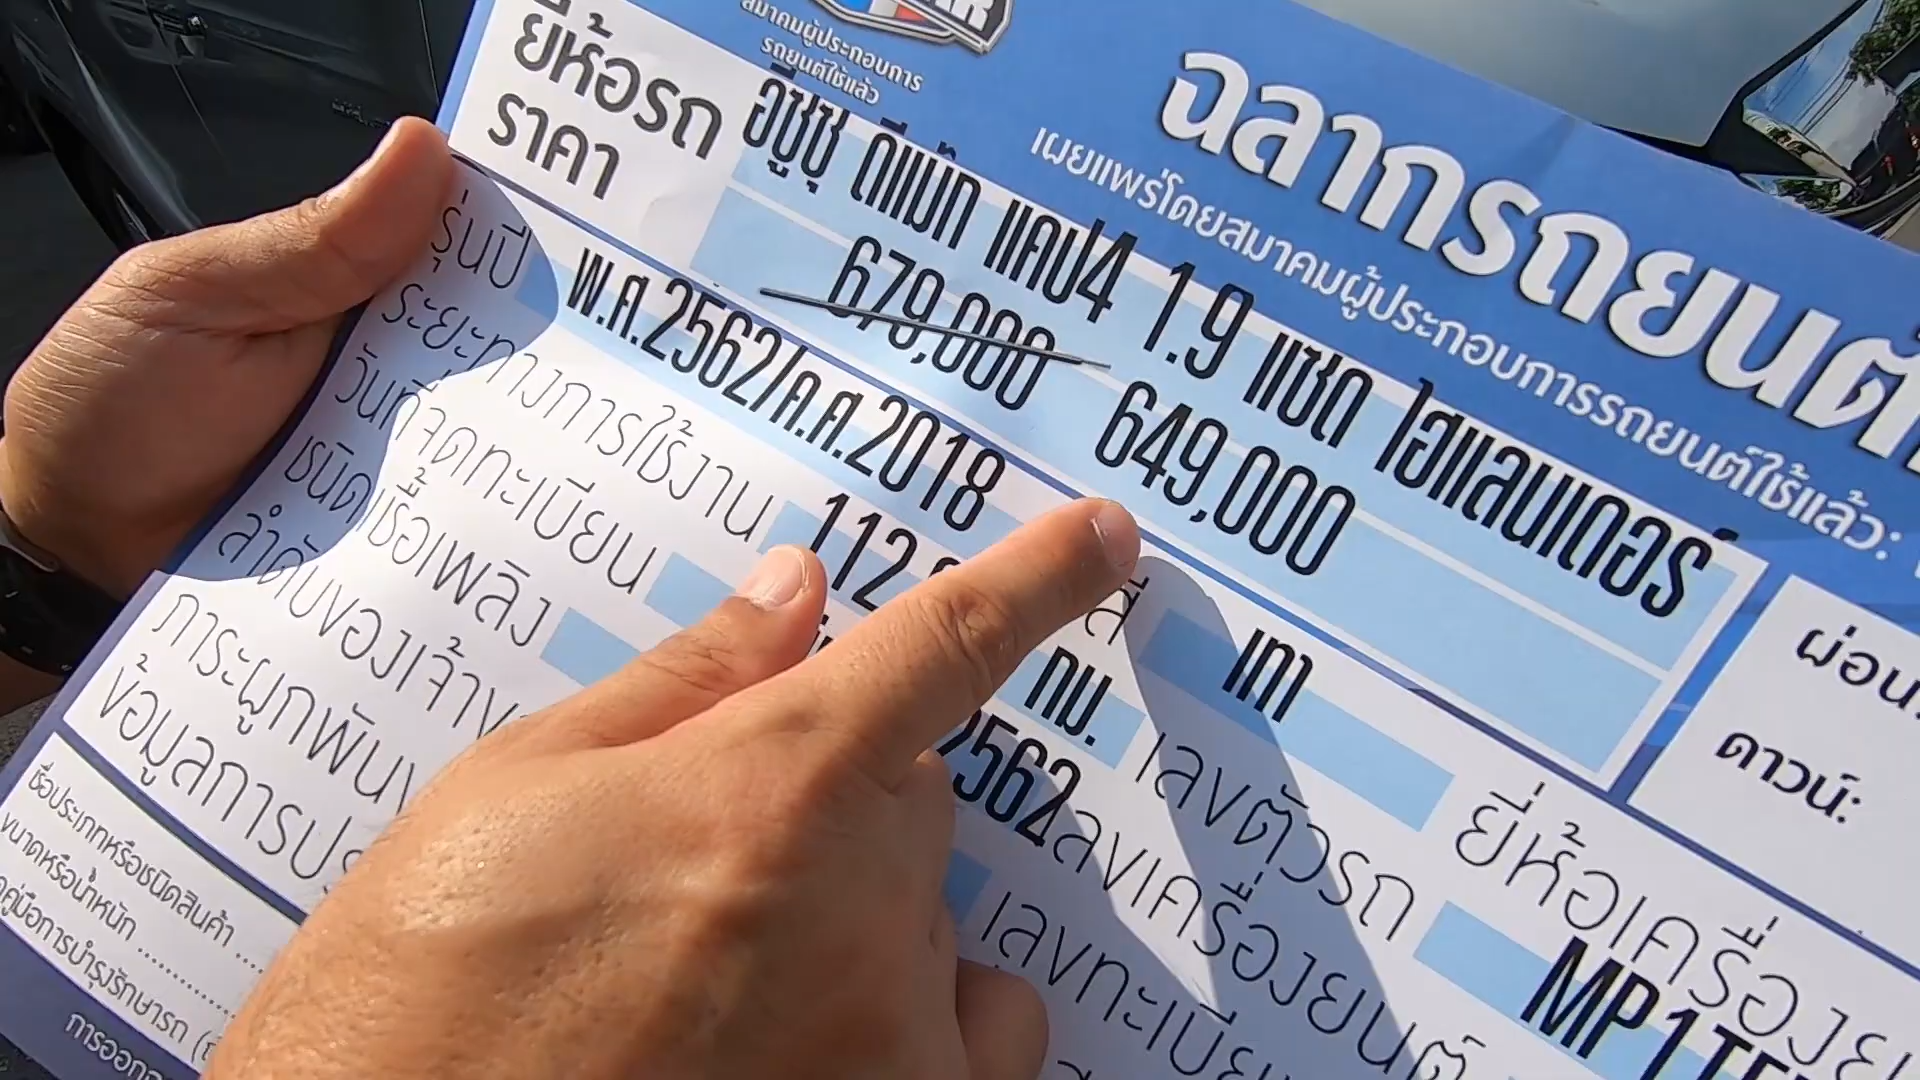 สมาคมผู้ประกอบการ
รถยนต์ใช้แล้ว
ฉลากรถยนต์
เผยแพร่โดยสมาคมผู้ประกอบการรถยนต์ใช้แล้ว:
ยี่ห้อรถ อีซูซุ ดีแม็ก แคป4 1.9 แซด ไฮแลนเดอร์
ราคา 679,000 649,000
รุ่นปี พ.ศ.2562/ค.ศ.2018 สี เทา
ระยะทางการใช้งาน 112 กม. เลขตัวรถ
วันที่จดทะเบียน 2562
ชนิดเชื้อเพลิง
ลำดับของเจ้าข
ภาระผูกพัน
ข้อมูลการประ
เลขเครื่องยนต์
ยี่ห้อเครื่องย
MP1T
เลขทะเบีย
ผ่อน
ดาวน์:
ชื่อประเภทหรือชนิดสินค้า
ขนาดหรือน้ำหนัก
คู่มือการบำรุงรักษารถ
การออก